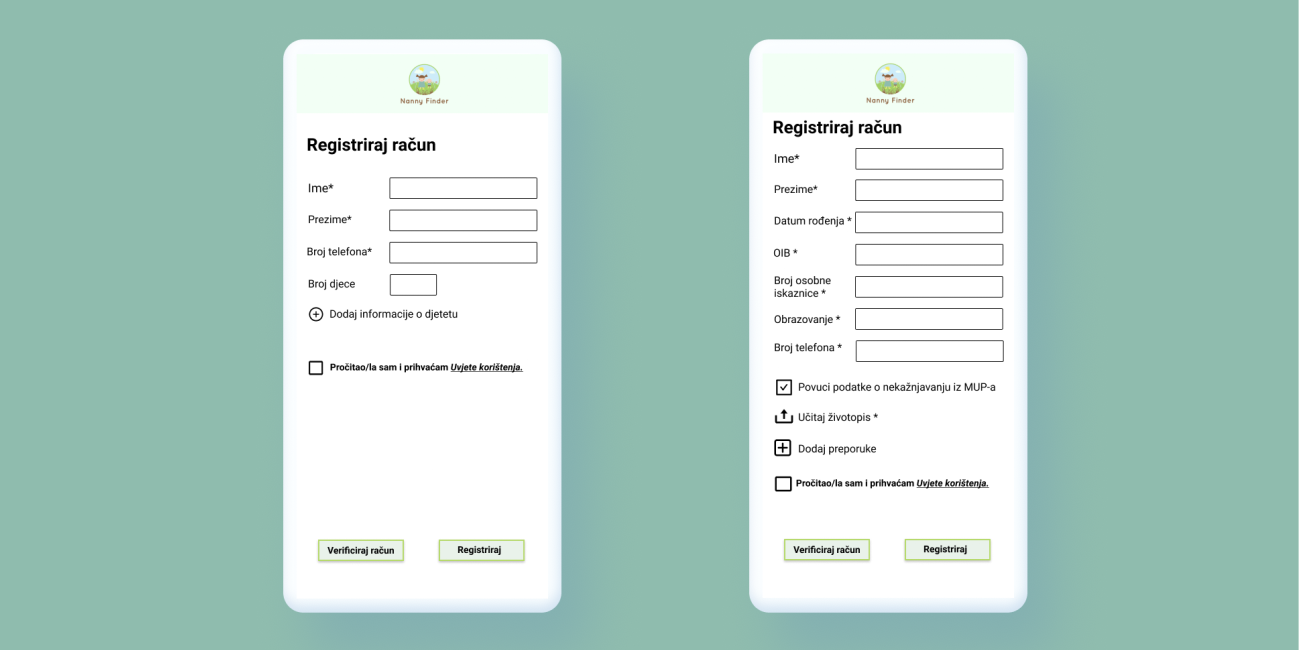 Nanny Finder
Registriraj račun
Ime*
Prezime*
Broj telefona*
Broj djece
Dodaj informacije o djetetu
Pročitao/la sam i prihvaćam Uvjete korištenja.
Verificiraj račun
Registriraj
Nanny Finder
Registriraj račun
Ime*
Prezime*
Datum rođenja *
OIB *
Broj osobne
iskaznice *
Obrazovanje *
Broj telefona *
Povuci podatke o nekažnjavanju iz MUP-a
Učitaj životopis *
Dodaj preporuke
Pročitao/la sam i prihvaćam Uvjete korištenja.
Verificiraj račun
Registriraj